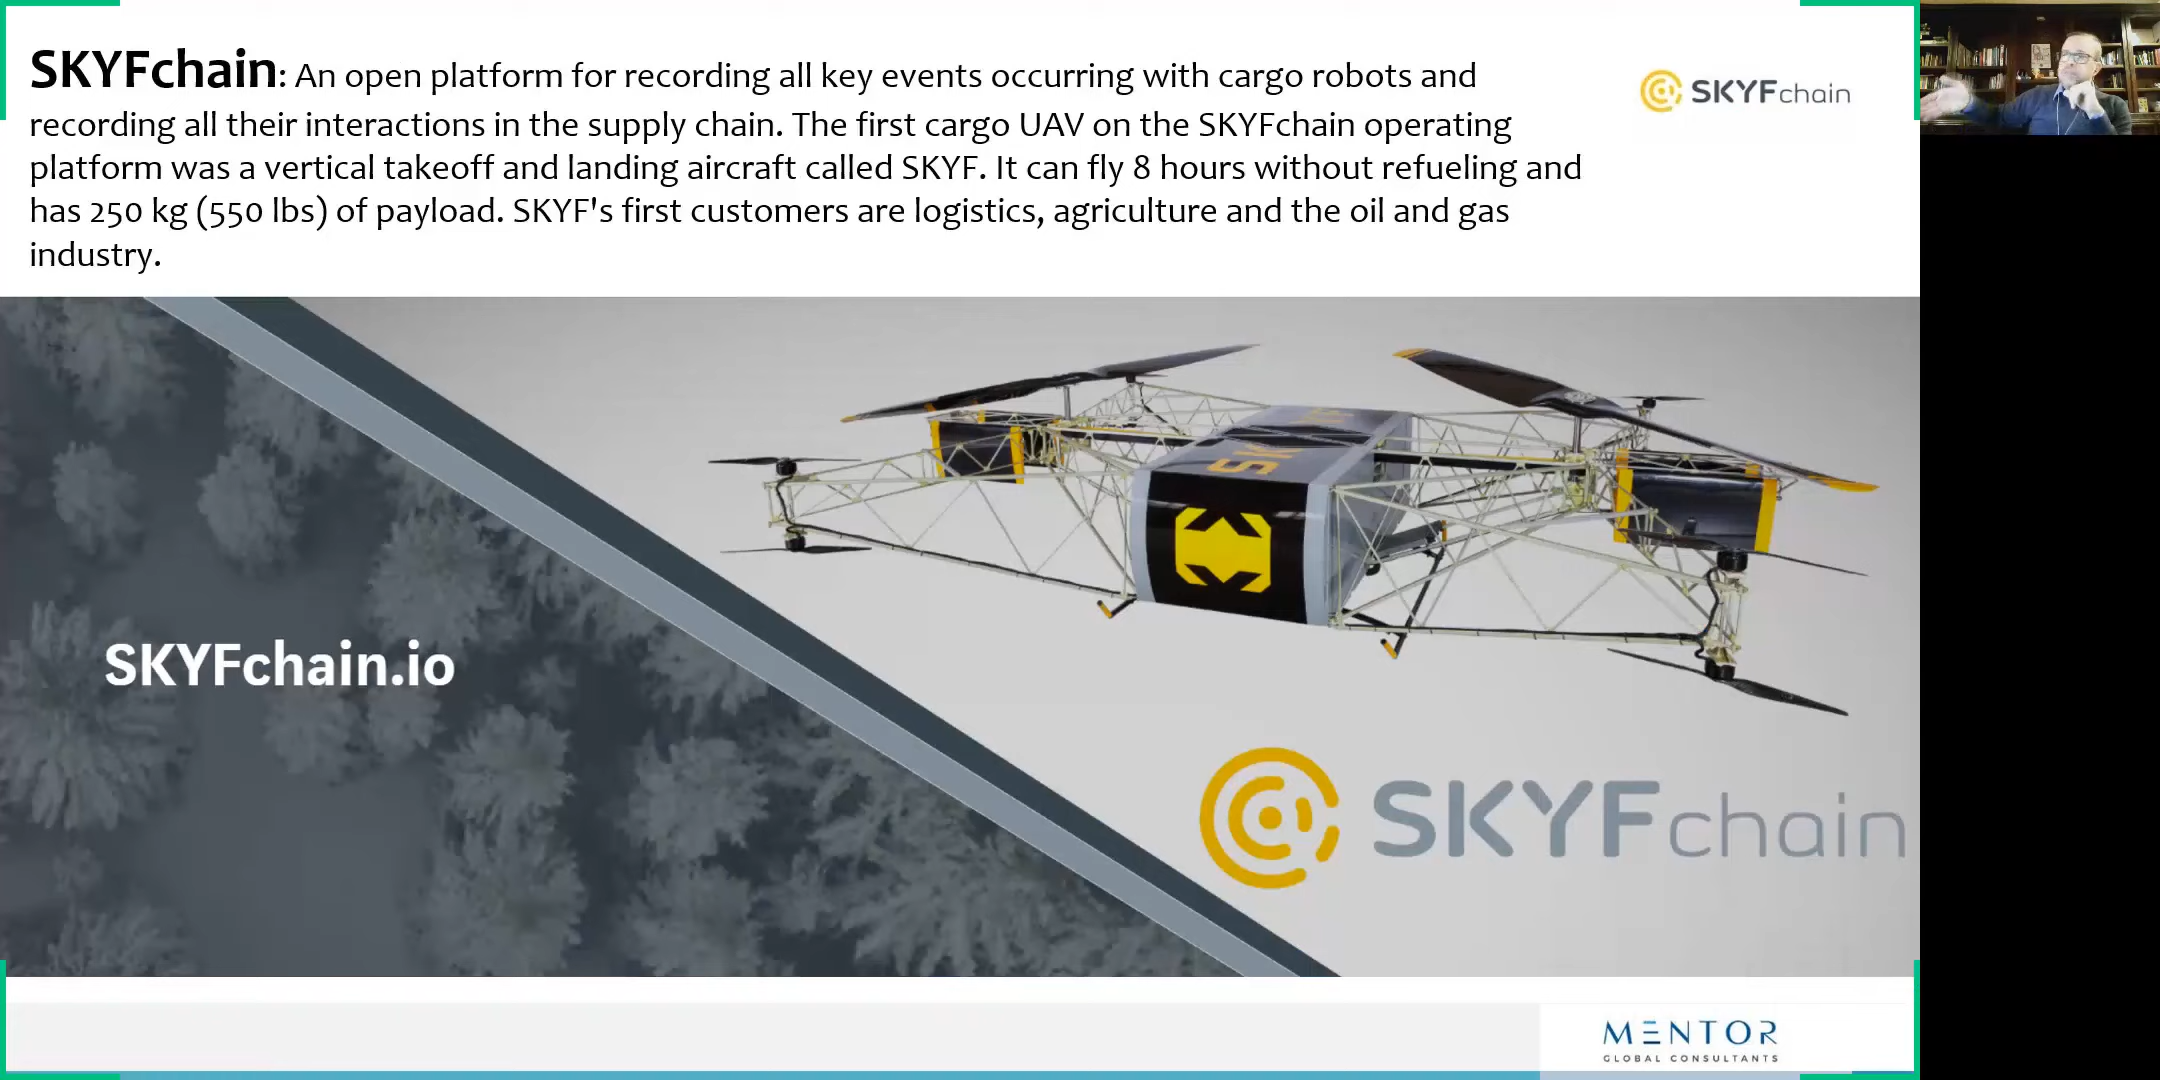 SKYFchain: An open platform for recording all key events occurring with cargo robots and
recording all their interactions in the supply chain. The first cargo UAV on the SKYFchain operating
platform was a vertical takeoff and landing aircraft called SKYF. It can fly 8 hours without refueling and
has 250 kg (550 lbs) of payload. SKYF's first customers are logistics, agriculture and the oil and gas
industry.
SKYFchain
SK
SKYFchain.io
SKYFchain
MENTOR
GLOBAL CONSULTANTS